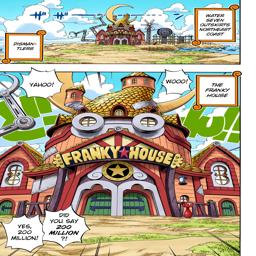 WATER
SEVEN
OUTSKIRTS
NORTHEAST
COAST
DISMAN-
TLERS!
YAHOO!
WOOO!
THE
FRANKY
HOUSE
FRANKY HOUSE
DID
YOU SAY
200
MILLION
?!
YES,
200
MILLION!